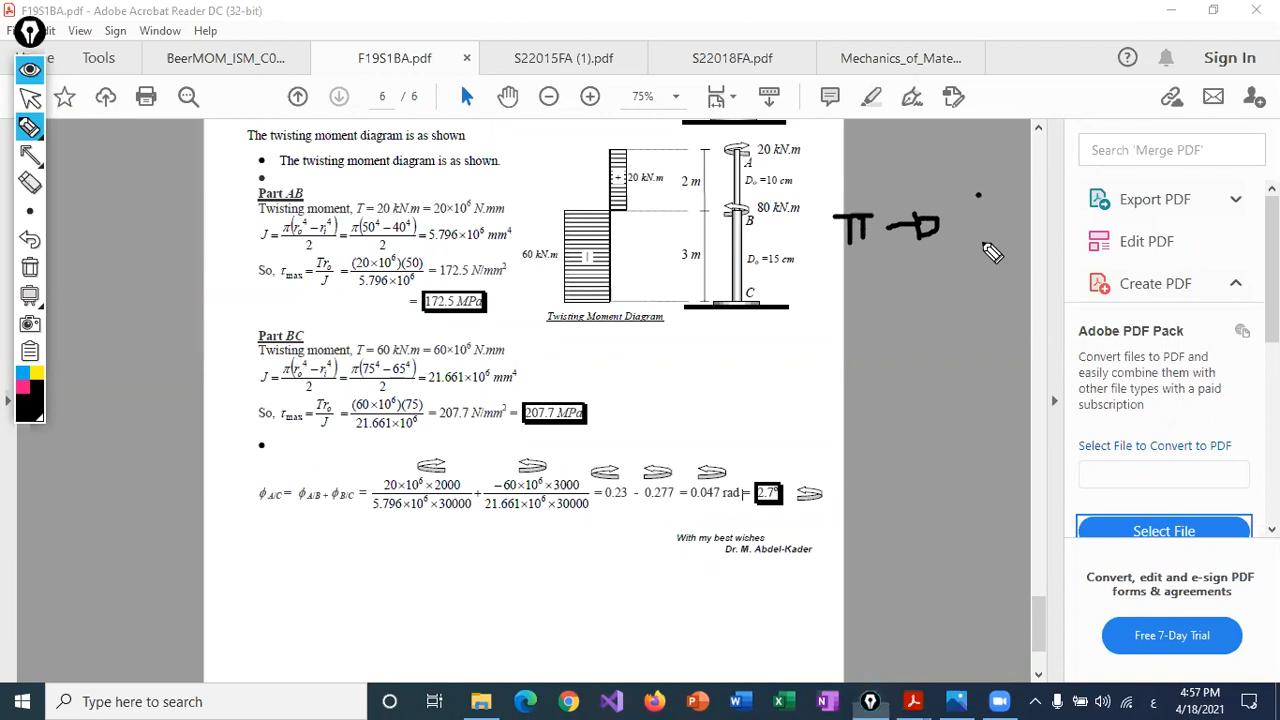 F19S1BA.pdf - Adobe Acrobat Reader DC (32-bit)
View Sign Window Help
Tools BeerMOM_ISM_C0... F19S1BA.pdf S22015FA (1).pdf S22018FA.pdf Mechanics_of_Mate... Sign In
6 / 6 75%
The twisting moment diagram is as shown
• The twisting moment diagram is as shown.
•
Part AB
Twisting moment, T = 20 kN.m = 20×10⁶ N.mm
J = π(rₒ⁴ − rᵢ⁴)/2 = π(50⁴ − 40⁴)/2 = 5.796×10⁶ mm⁴
So, τmax = Trₒ/J = (20×10⁶)(50)/5.796×10⁶ = 172.5 N/mm²
= 172.5 MPa
Part BC
Twisting moment, T = 60 kN.m = 60×10⁶ N.mm
J = π(rₒ⁴ − rᵢ⁴)/2 = π(75⁴ − 65⁴)/2 = 21.661×10⁶ mm⁴
So, τmax = Trₒ/J = (60×10⁶)(75)/21.661×10⁶ = 207.7 N/mm² = 207.7 MPa
•
ϕ A/C = ϕ A/B + ϕ B/C = 20×10⁶×2000/5.796×10⁶×30000 + −60×10⁶×3000/21.661×10⁶×30000 = 0.23 - 0.277 = 0.047 rad = 2.7°
With my best wishes
Dr. M. Abdel-Kader
20 kN.m
A
+ 20 kN.m
2 m
Dₒ=10 cm
80 kN.m
B
60 kN.m
3 m
Dₒ=15 cm
C
Twisting Moment Diagram
π → D
Search 'Merge PDF'
Export PDF
Edit PDF
Create PDF
Adobe PDF Pack
Convert files to PDF and
easily combine them with
other file types with a paid
subscription
Select File to Convert to PDF
Select File
Convert, edit and e-sign PDF
forms & agreements
Free 7-Day Trial
Type here to search
ع
4:57 PM
4/18/2021